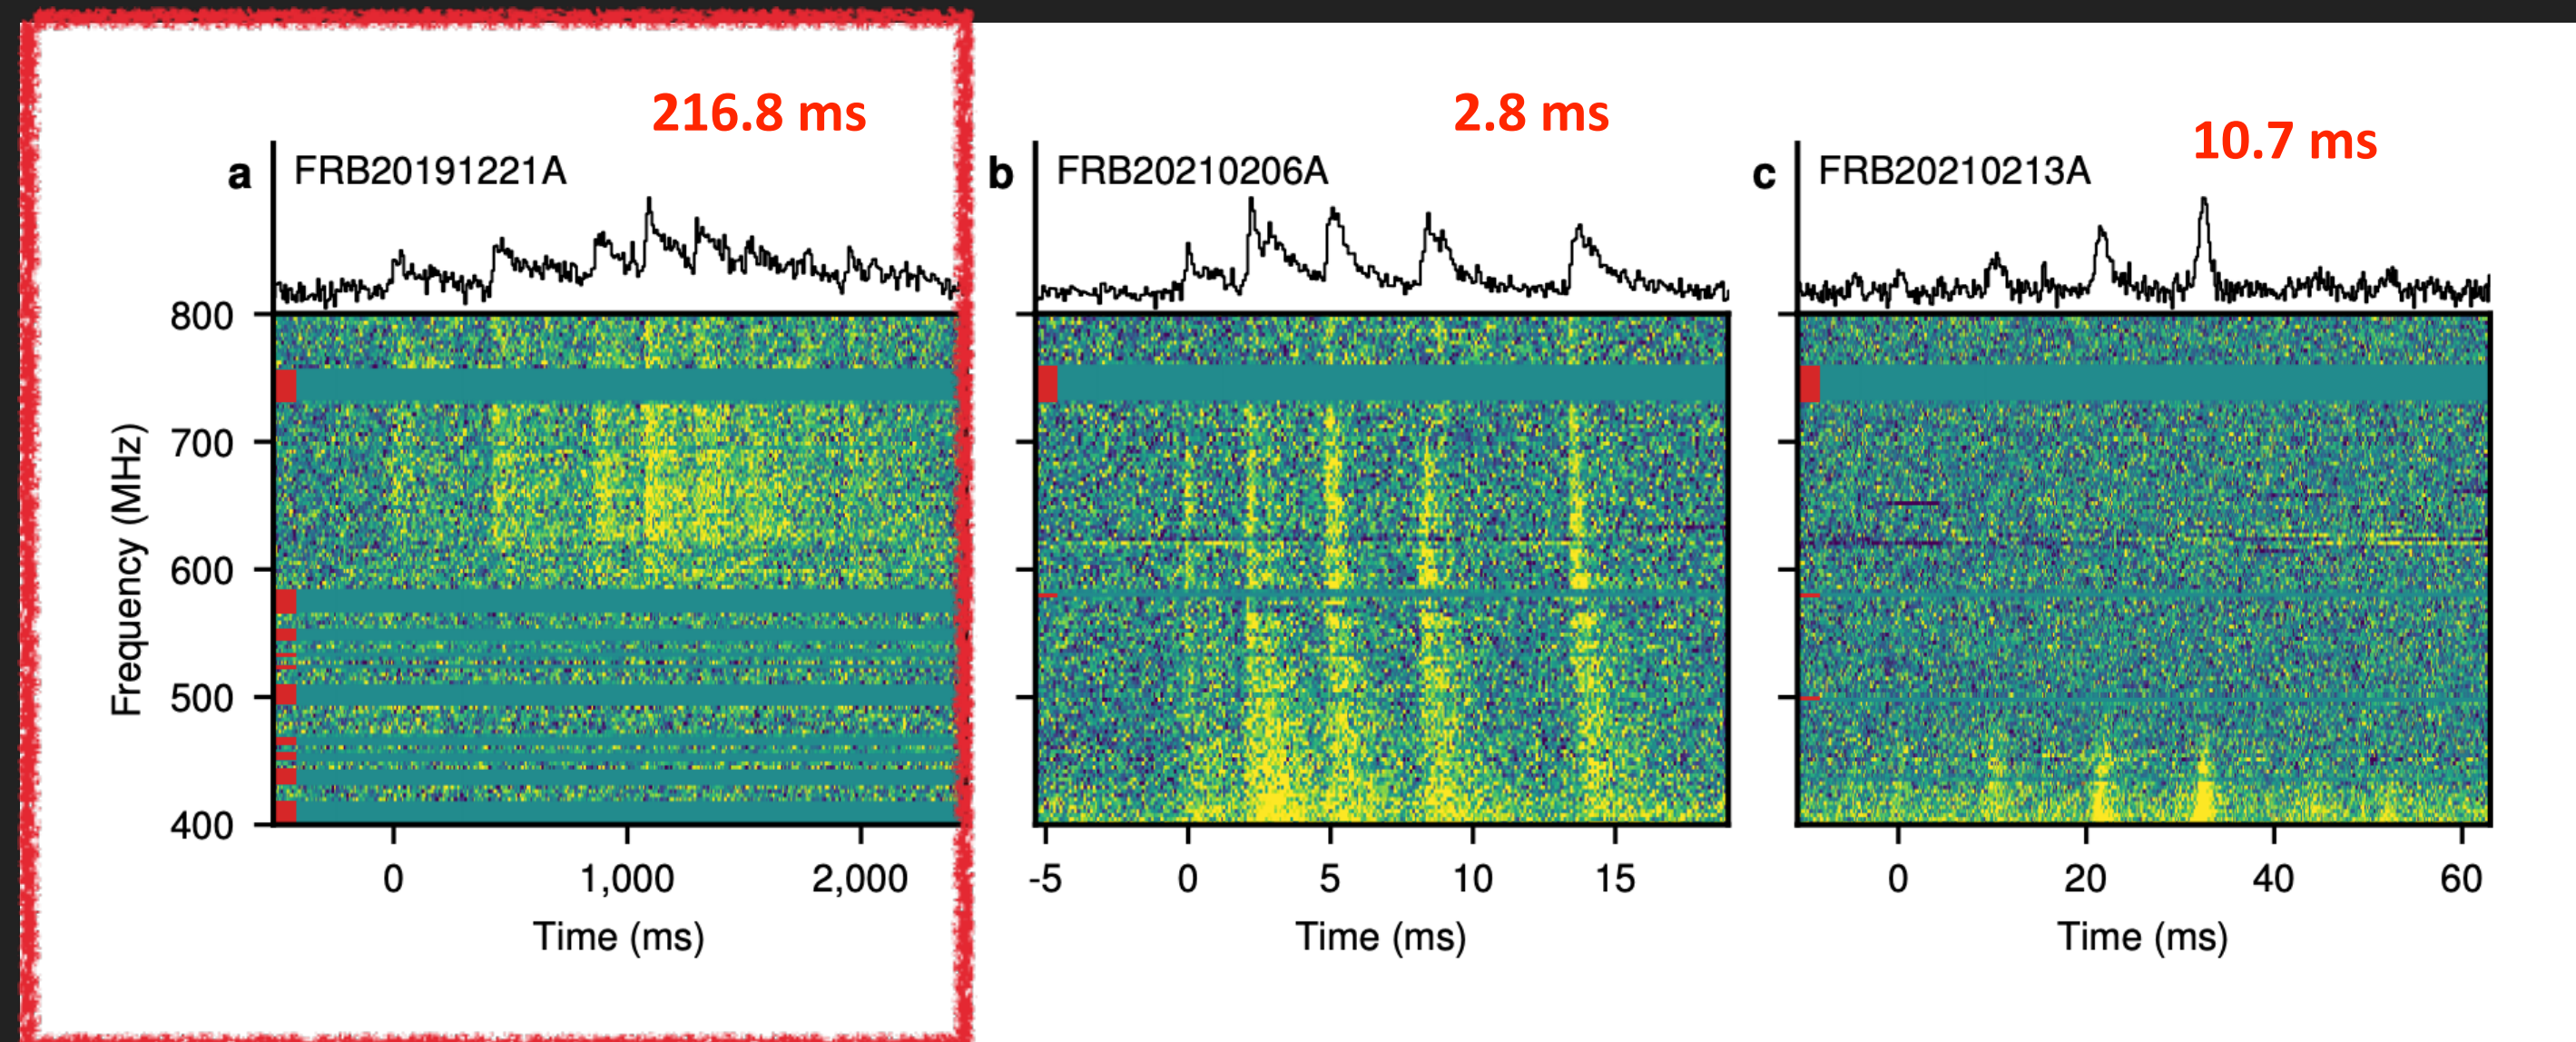 216.8 ms
2.8 ms
10.7 ms
a FRB20191221A
b FRB20210206A
c FRB20210213A
800
700
600
500
400
Frequency (MHz)
0 1,000 2,000
-5 0 5 10 15
0 20 40 60
Time (ms)
Time (ms)
Time (ms)